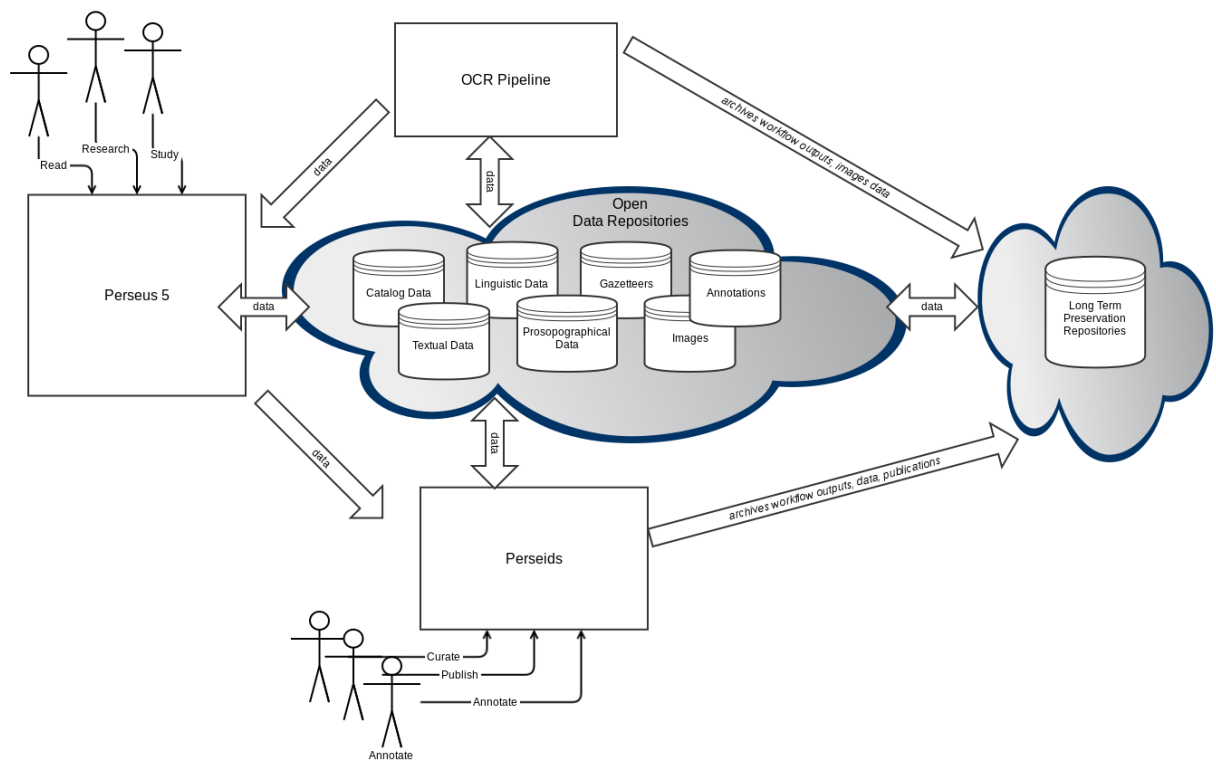 OCR Pipeline
archives workflow outputs, images data
Research
Study
Read
data
data
Open
Data Repositories
Perseus 5
data
Catalog Data
Linguistic Data
Gazetteers
Annotations
Textual Data
Prosopographical
Data
Images
data
Long Term
Preservation
Repositories
data
data
archives workflow outputs, data, publications
Perseids
Curate
Publish
Annotate
Annotate